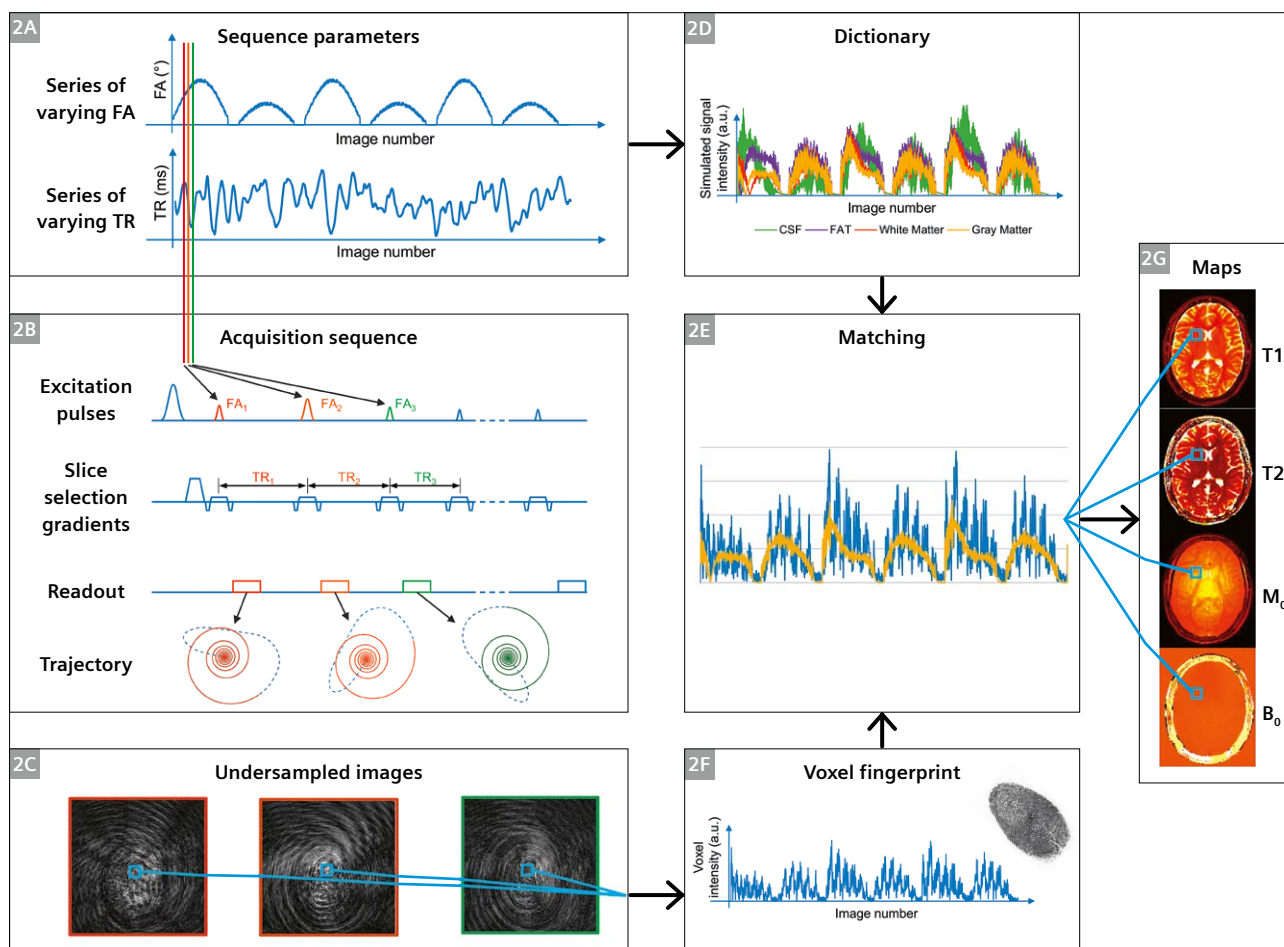 2A
Sequence parameters
Series of
varying FA
FA (°)
Image number
Series of
varying TR
TR (ms)
Image number
2B
Acquisition sequence
Excitation
pulses
FA₁
FA₂
FA₃
Slice
selection
gradients
TR₁
TR₂
TR₃
Readout
Trajectory
2C
Undersampled images
2D
Dictionary
Simulated signal
intensity (a.u.)
Image number
CSF FAT White Matter Gray Matter
2E
Matching
2F
Voxel fingerprint
Voxel
intensity (a.u.)
Image number
2G
Maps
T1
T2
M₀
B₀